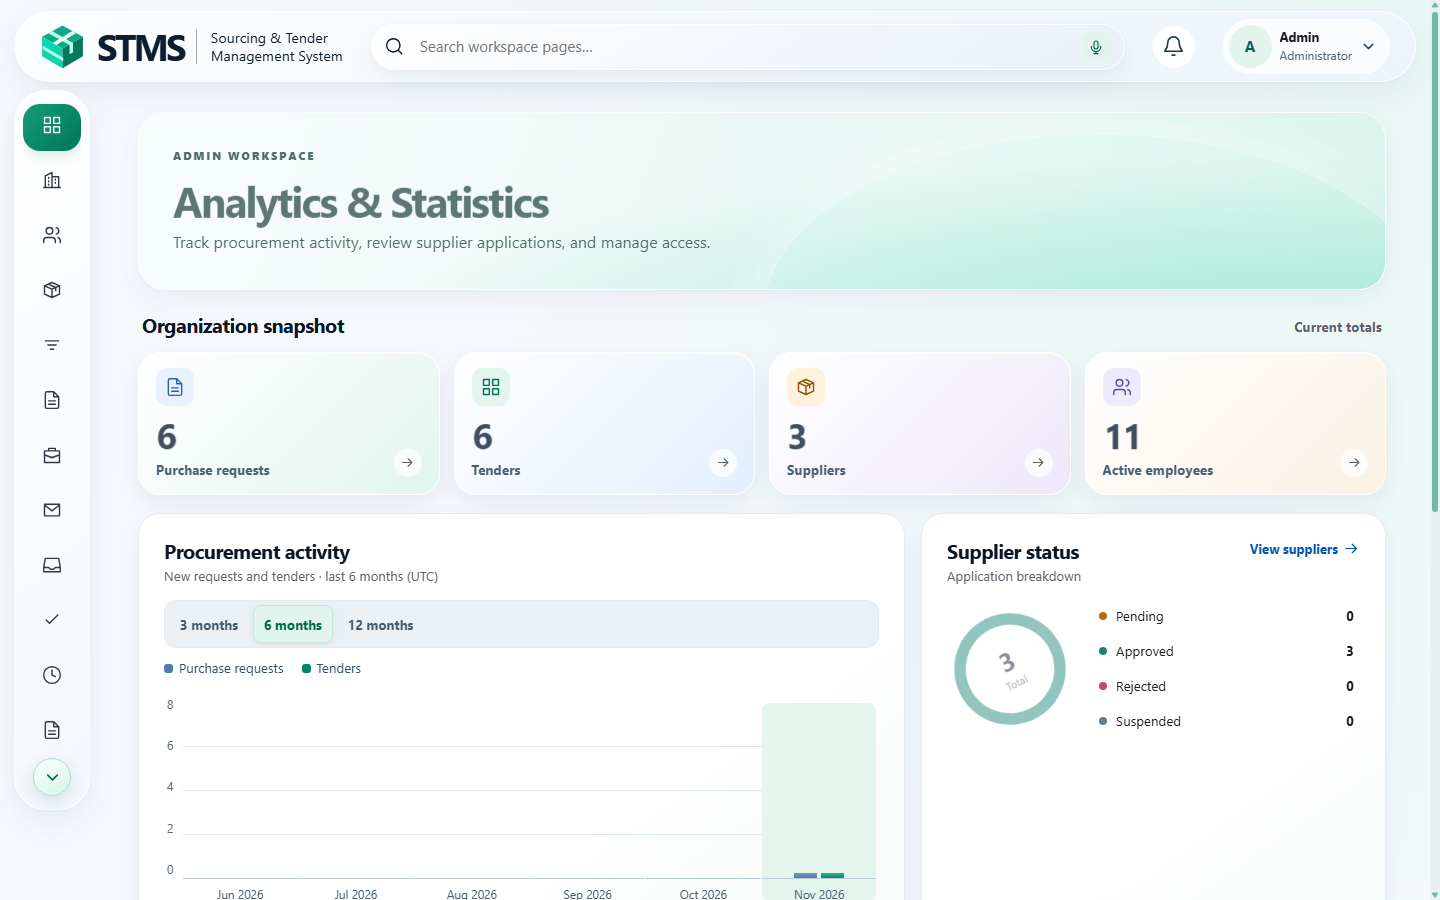 STMS
Sourcing & Tender
Management System
Search workspace pages...
A
Admin
Administrator
ADMIN WORKSPACE
Analytics & Statistics
Track procurement activity, review supplier applications, and manage access.
Organization snapshot
Current totals
6
Purchase requests
6
Tenders
3
Suppliers
11
Active employees
Procurement activity
New requests and tenders · last 6 months (UTC)
3 months
6 months
12 months
Purchase requests
Tenders
8
6
4
2
0
Jun 2026
Jul 2026
Aug 2026
Sep 2026
Oct 2026
Nov 2026
Supplier status
View suppliers
Application breakdown
3
Total
Pending 0
Approved 3
Rejected 0
Suspended 0